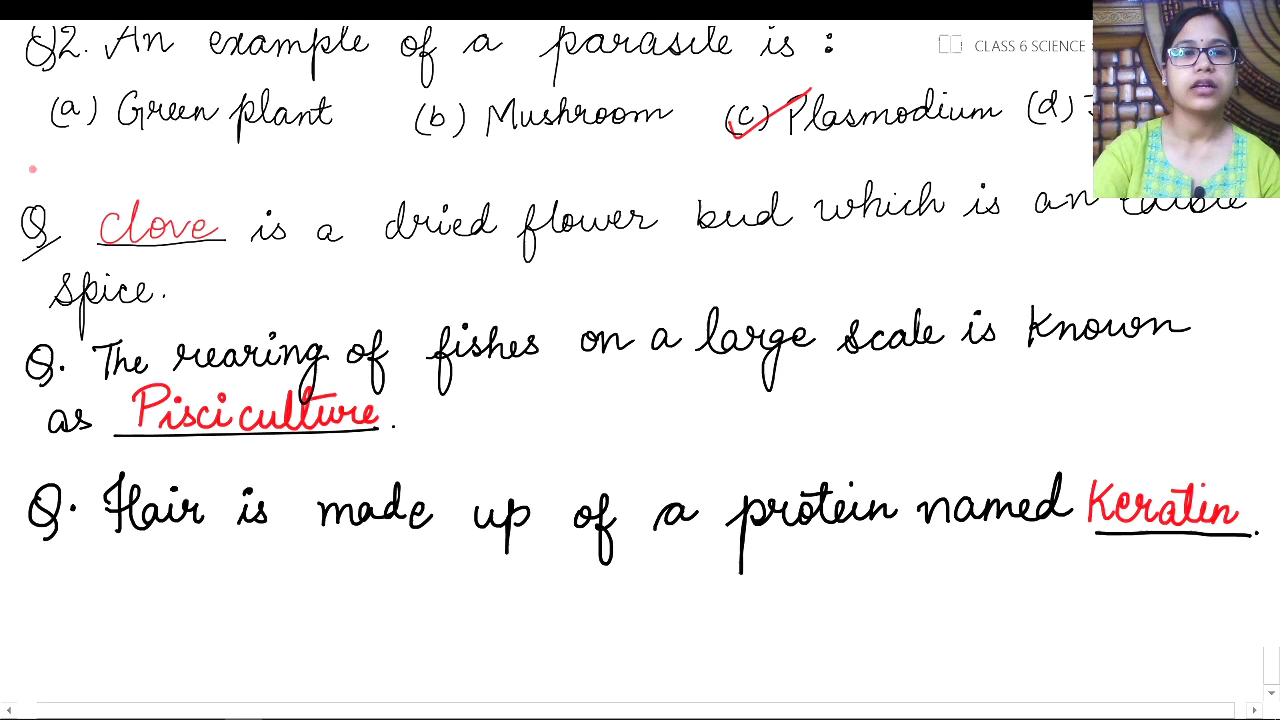 Q2. An example of a parasite is :
CLASS 6 SCIENCE
(a) Green plant (b) Mushroom (c) Plasmodium (d)
Q clove is a dried flower bud which is an edible
spice.
Q. The rearing of fishes on a large scale is known
as Pisciculture.
Q. Hair is made up of a protein named Keratin.